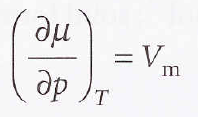 (∂μ/∂p)_T = V_m